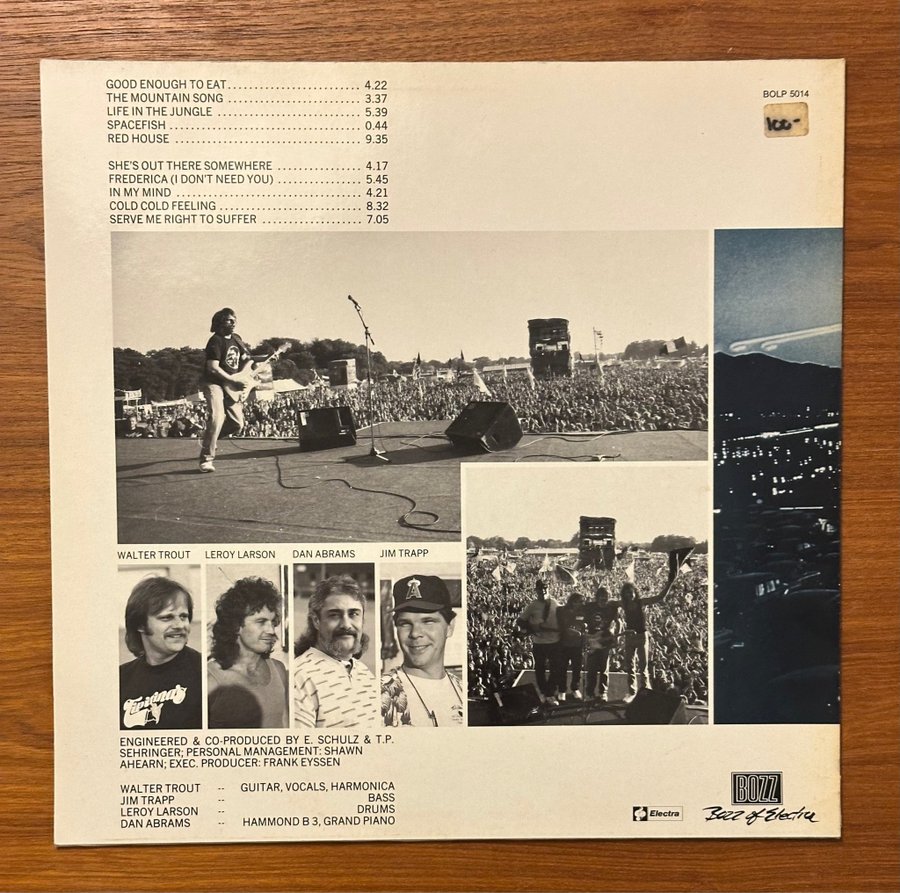 GOOD ENOUGH TO EAT.............................. 4.22
THE MOUNTAIN SONG .............................. 3.37
LIFE IN THE JUNGLE .............................. 5.39
SPACEFISH .............................. 0.44
RED HOUSE .............................. 9.35
SHE'S OUT THERE SOMEWHERE .................... 4.17
FREDERICA (I DON'T NEED YOU) .................... 5.45
IN MY MIND .............................. 4.21
COLD COLD FEELING .............................. 8.32
SERVE ME RIGHT TO SUFFER .................... 7.05
BOLP 5014
100-
WALTER TROUT LEROY LARSON DAN ABRAMS JIM TRAPP
A
ENGINEERED & CO-PRODUCED BY E. SCHULZ & T.P.
SEHRINGER; PERSONAL MANAGEMENT: SHAWN
AHEARN; EXEC. PRODUCER: FRANK EYSSEN
WALTER TROUT -- GUITAR, VOCALS, HARMONICA
JIM TRAPP -- BASS
LEROY LARSON -- DRUMS
DAN ABRAMS -- HAMMOND B 3, GRAND PIANO
Electra
BOZZ
Bozz of Electra